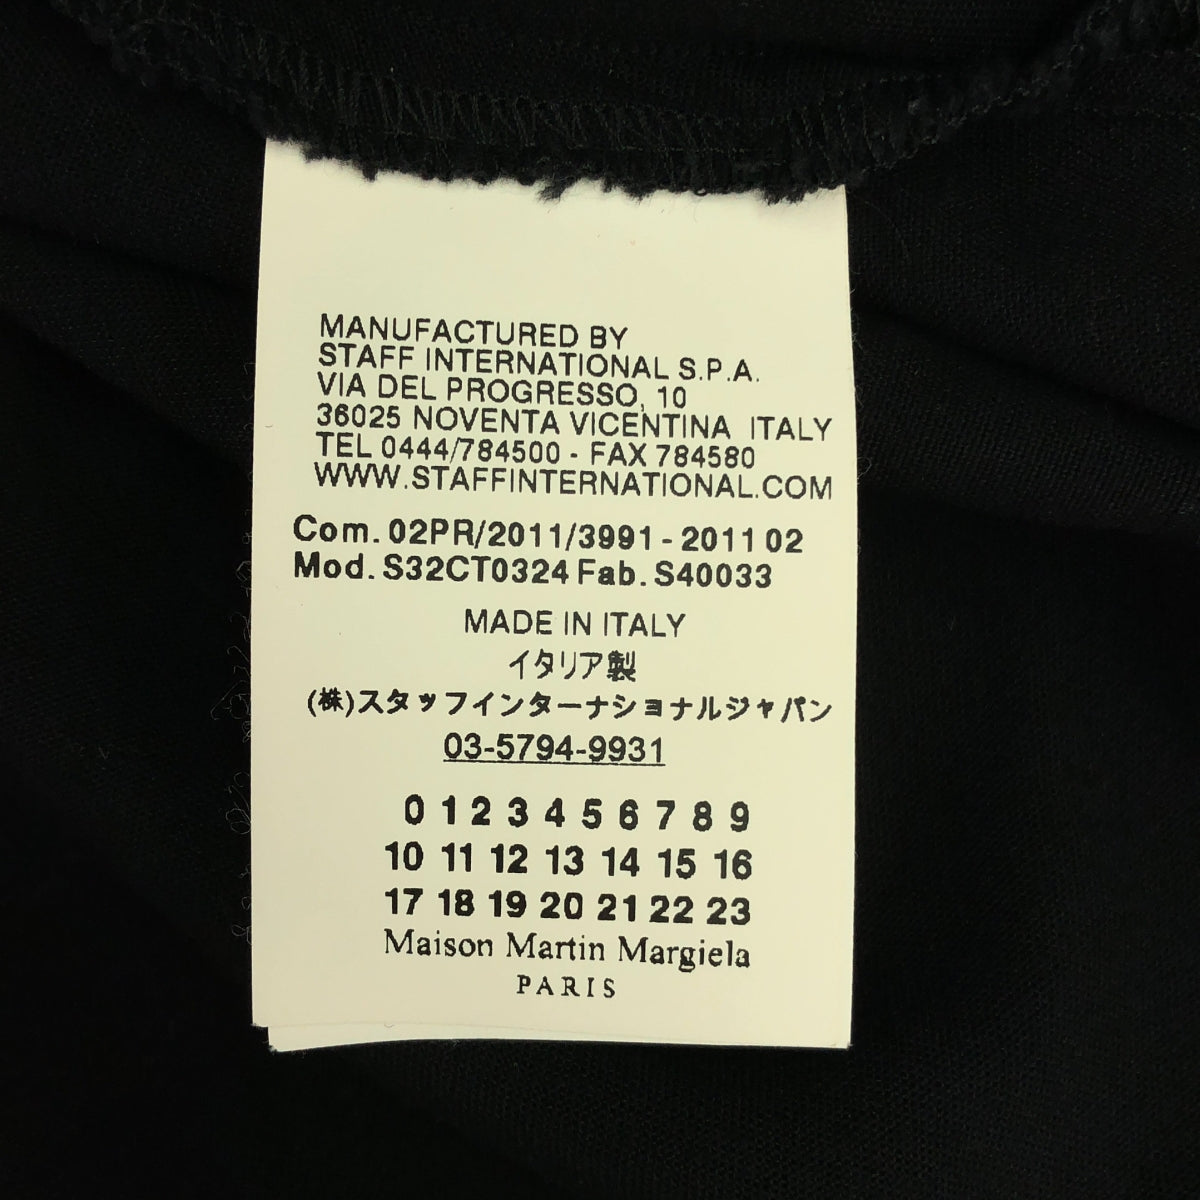 MANUFACTURED BY
STAFF INTERNATIONAL S.P.A.
VIA DEL PROGRESSO, 10
36025 NOVENTA VICENTINA ITALY
TEL 0444/784500 - FAX 784580
WWW.STAFFINTERNATIONAL.COM
Com. 02PR/2011/3991 - 2011 02
Mod. S32CT0324 Fab. S40033
MADE IN ITALY
イタリア製
(株)スタッフインターナショナルジャパン
03-5794-9931
0 1 2 3 4 5 6 7 8 9
10 11 12 13 14 15 16
17 18 19 20 21 22 23
Maison Martin Margiela
PARIS